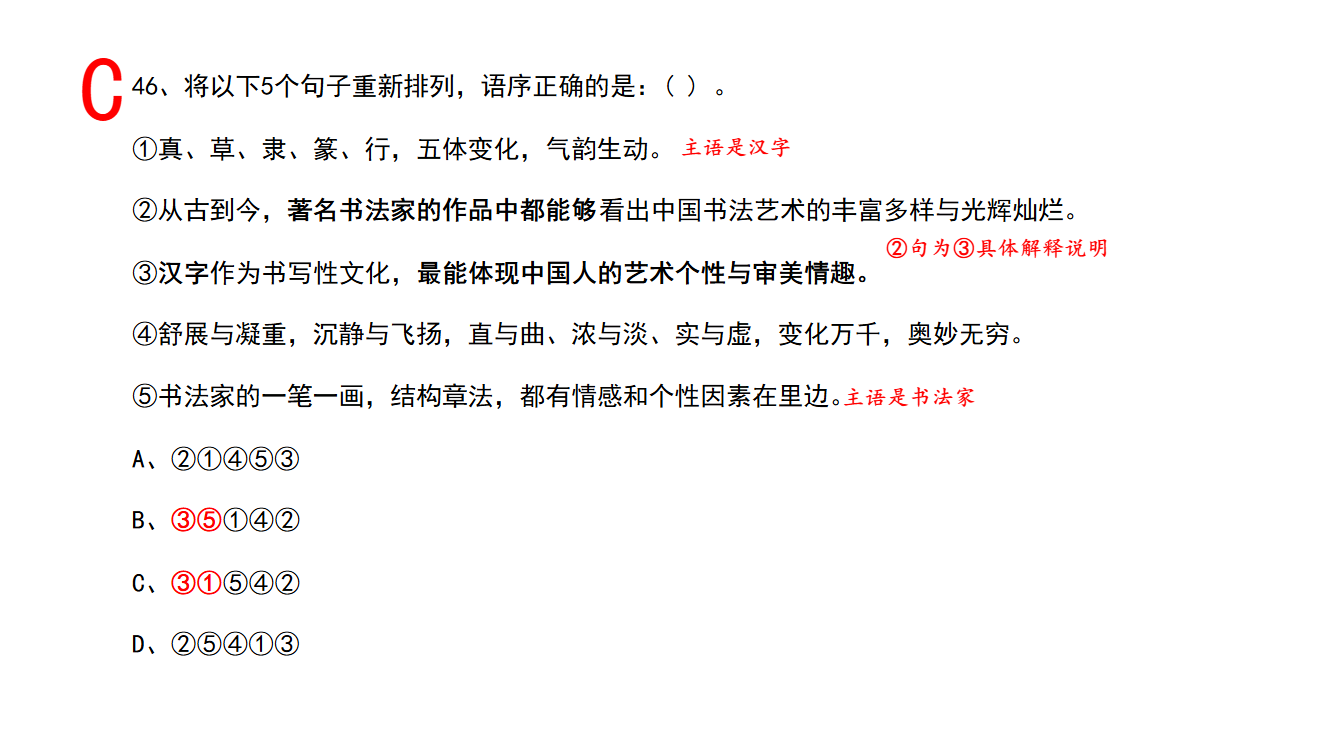 C
46、将以下5个句子重新排列，语序正确的是：（ ）。
①真、草、隶、篆、行，五体变化，气韵生动。 主语是汉字
②从古到今，著名书法家的作品中都能够看出中国书法艺术的丰富多样与光辉灿烂。
②句为③具体解释说明
③汉字作为书写性文化，最能体现中国人的艺术个性与审美情趣。
④舒展与凝重，沉静与飞扬，直与曲、浓与淡、实与虚，变化万千，奥妙无穷。
⑤书法家的一笔一画，结构章法，都有情感和个性因素在里边。主语是书法家
A、②①④⑤③
B、③⑤①④②
C、③①⑤④②
D、②⑤④①③